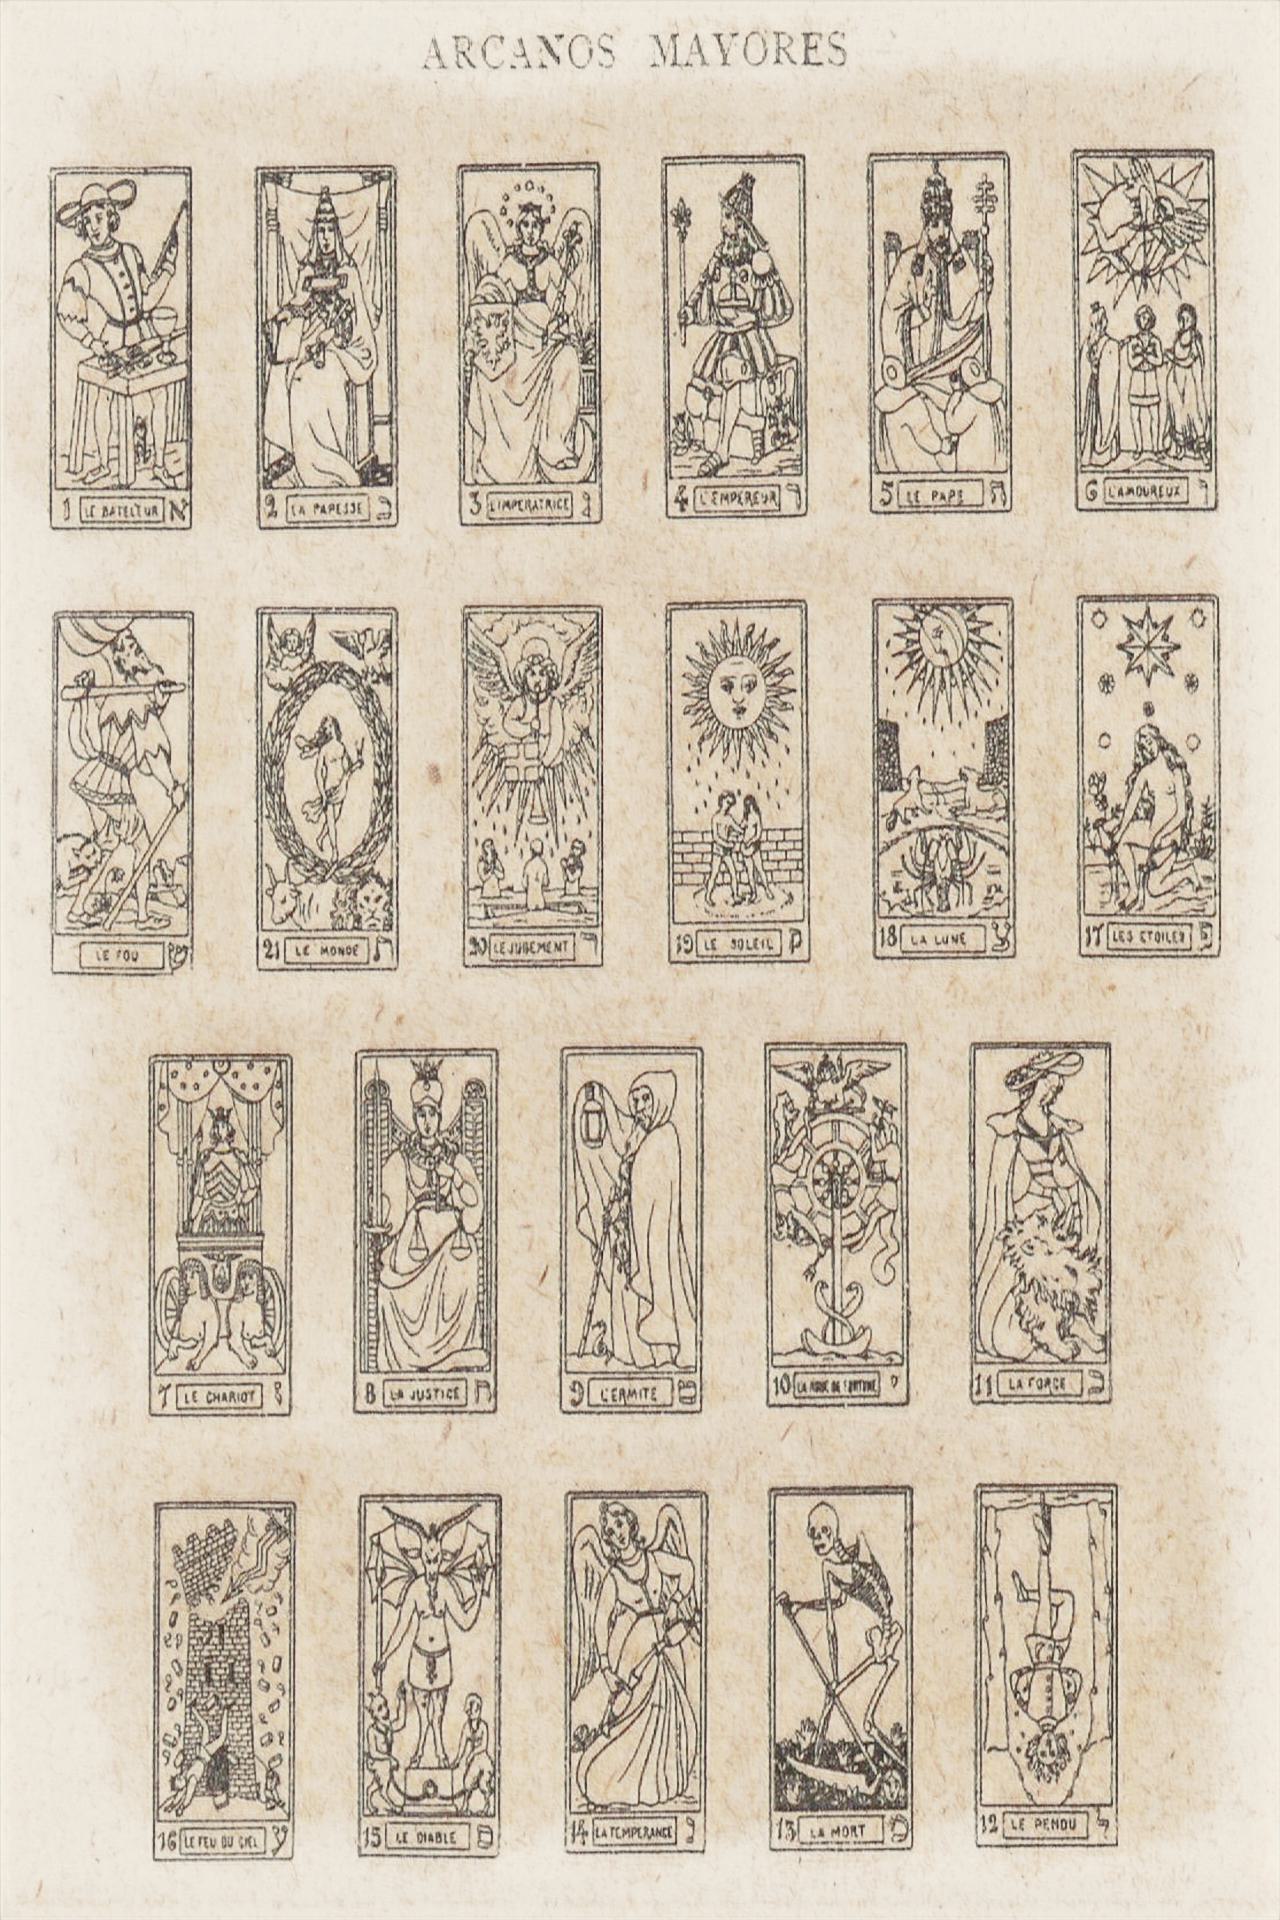 ARCANOS MAYORES
1 LE BATELEUR א
2 LA PAPESSE ב
3 L'IMPERATRICE ג
4 L'EMPEREUR ד
5 LE PAPE ה
6 L'AMOUREUX ו
LE FOU ש
21 LE MONDE ת
20 LE JUGEMENT ר
19 LE SOLEIL ק
18 LA LUNE צ
17 LES ETOILES פ
7 LE CHARIOT ז
8 LA JUSTICE ח
9 L'ERMITE ט
10 LA ROUE DE FORTUNE י
11 LA FORCE כ
16 LE FEU DU CIEL ע
15 LE DIABLE ס
14 LA TEMPERANCE נ
13 LA MORT מ
12 LE PENDU ל